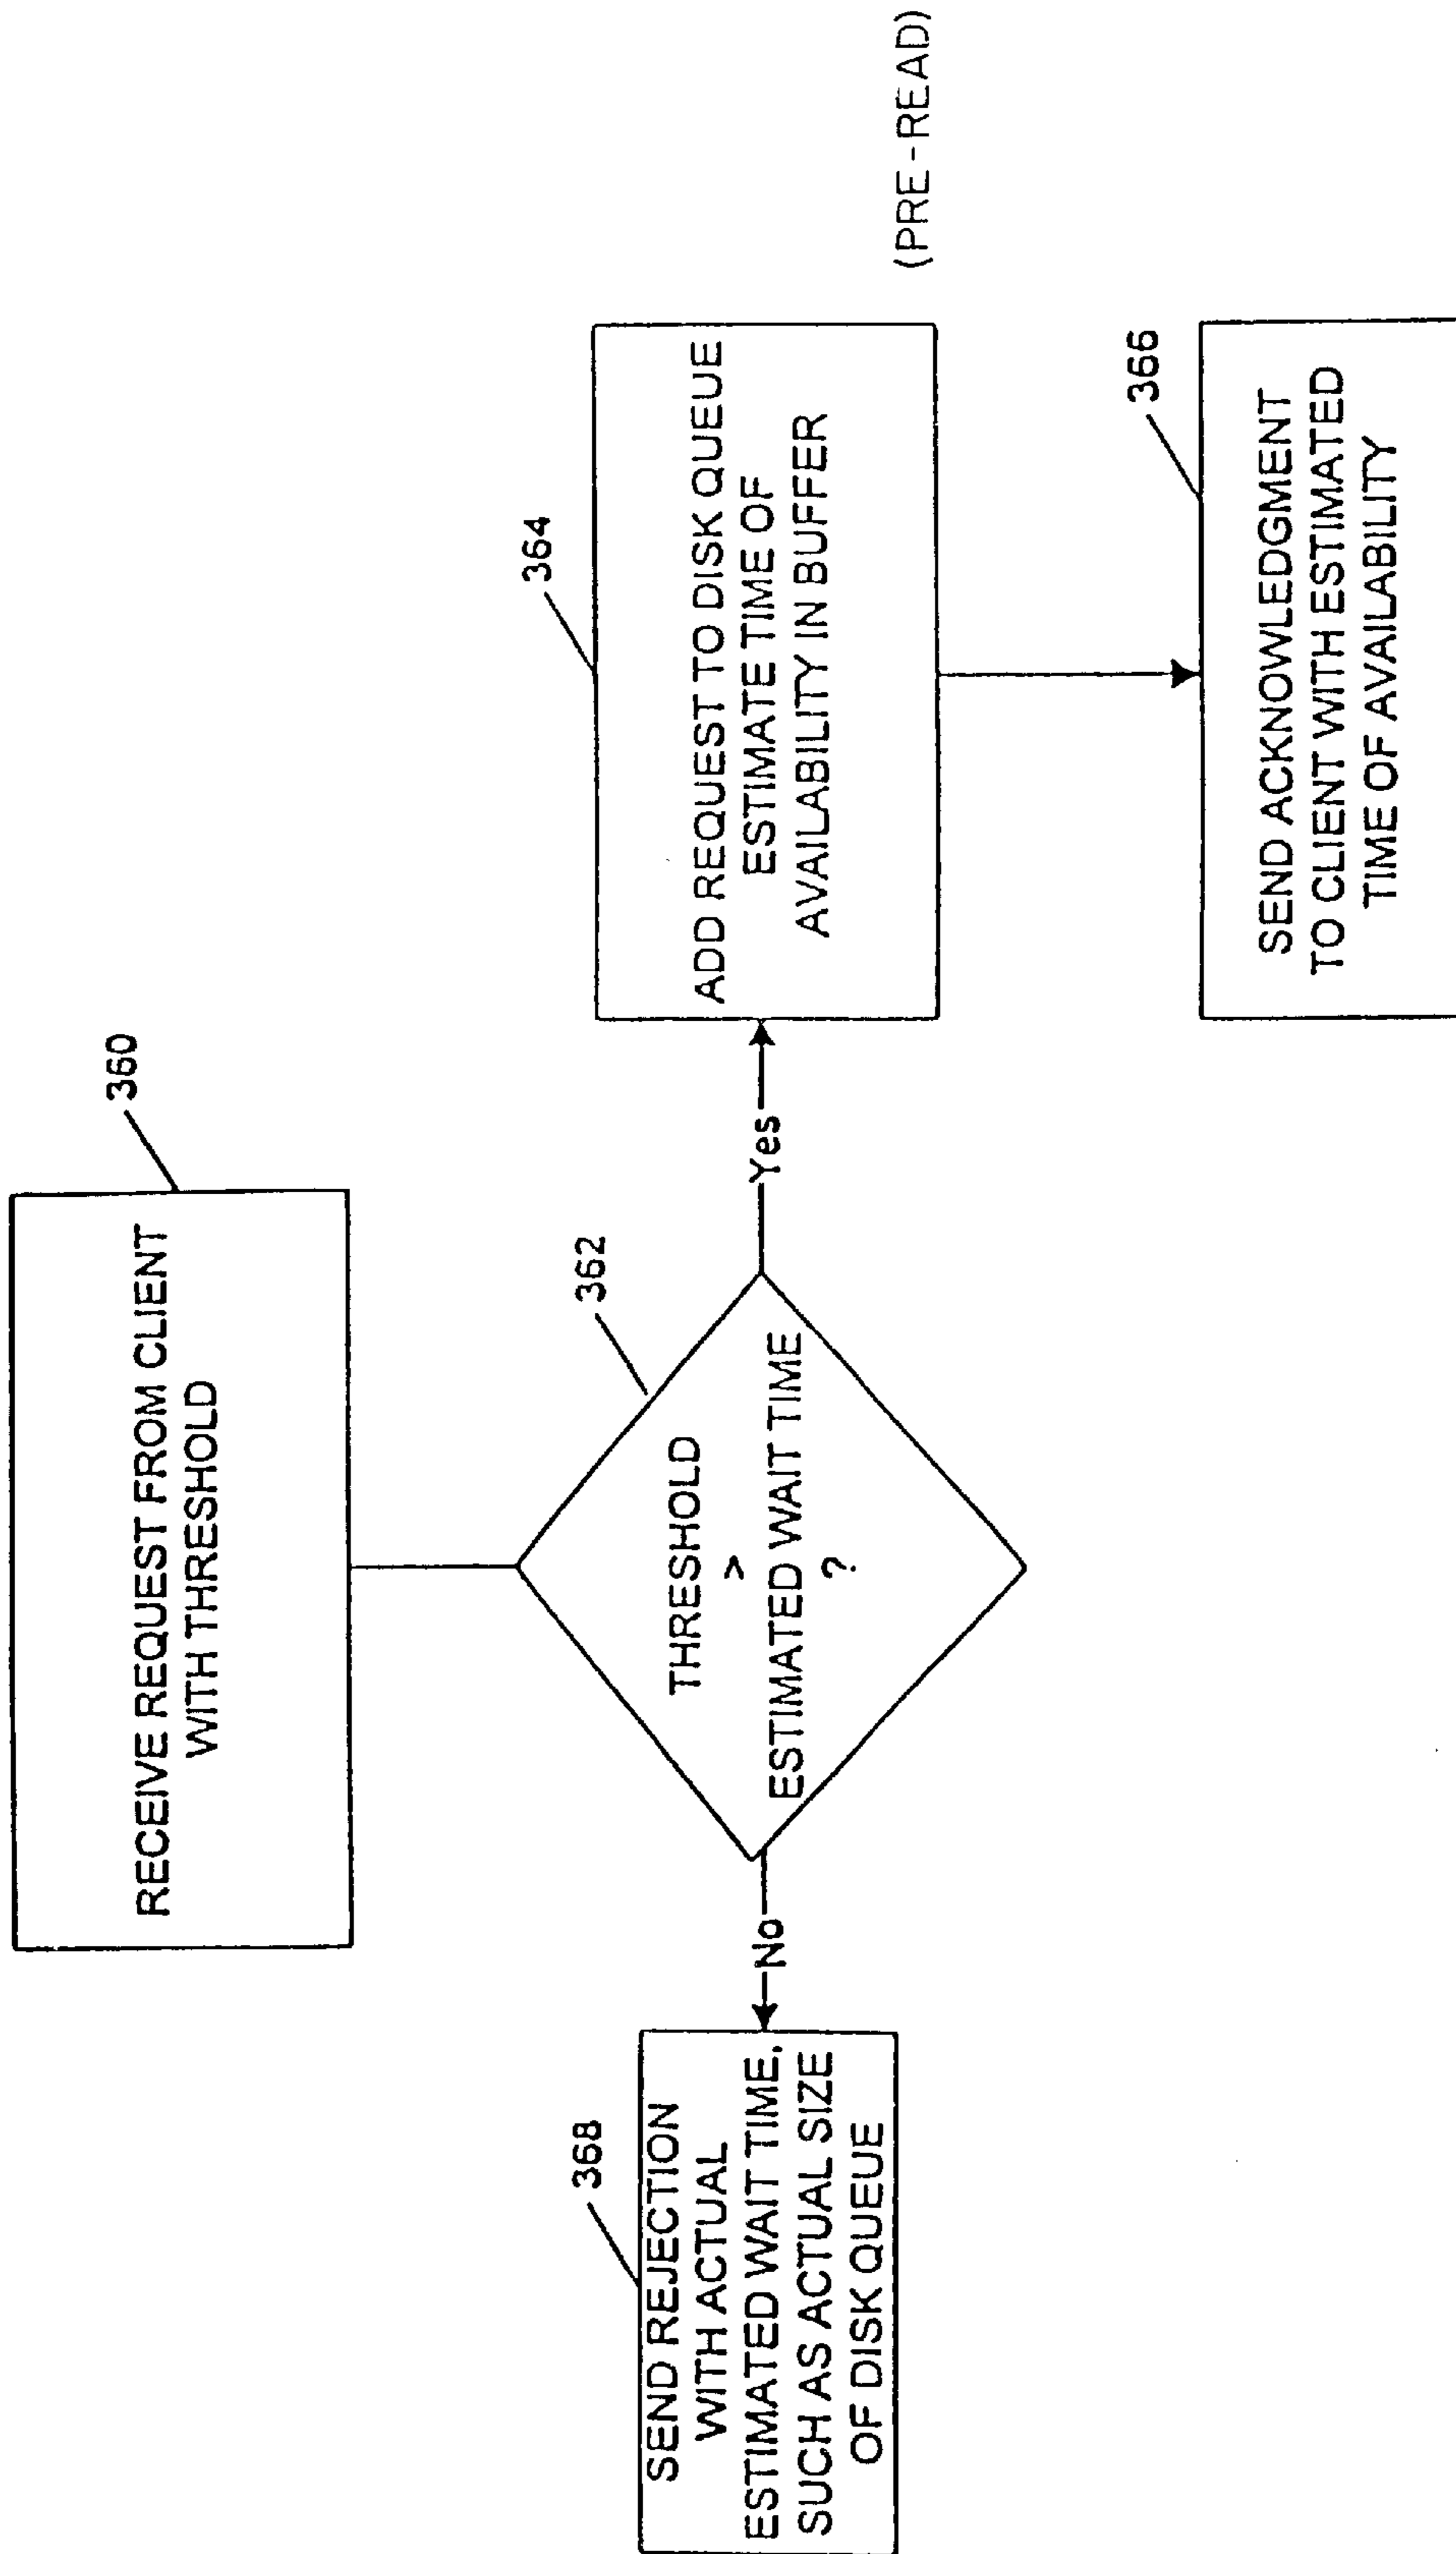 360
RECEIVE REQUEST FROM CLIENT
WITH THRESHOLD
362
THRESHOLD
>
ESTIMATED WAIT TIME
?
No
Yes
368
SEND REJECTION
WITH ACTUAL
ESTIMATED WAIT TIME,
SUCH AS ACTUAL SIZE
OF DISK QUEUE
364
ADD REQUEST TO DISK QUEUE
ESTIMATE TIME OF
AVAILABILITY IN BUFFER
(PRE-READ)
366
SEND ACKNOWLEDGMENT
TO CLIENT WITH ESTIMATED
TIME OF AVAILABILITY